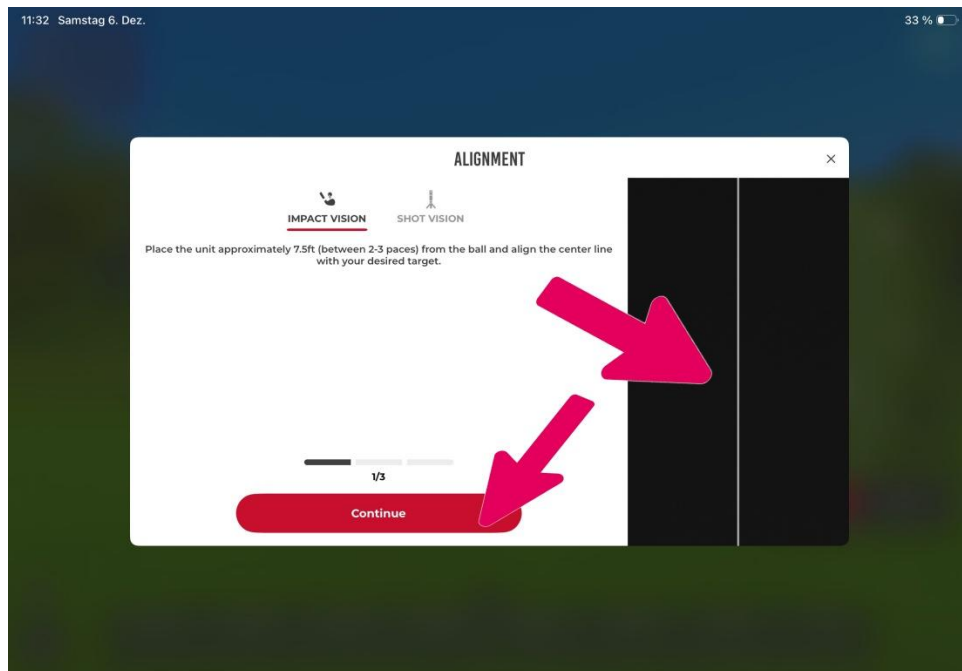 11:32 Samstag 6. Dez.
33 %
ALIGNMENT
×
IMPACT VISION
SHOT VISION
Place the unit approximately 7.5ft (between 2-3 paces) from the ball and align the center line
with your desired target.
1/3
Continue